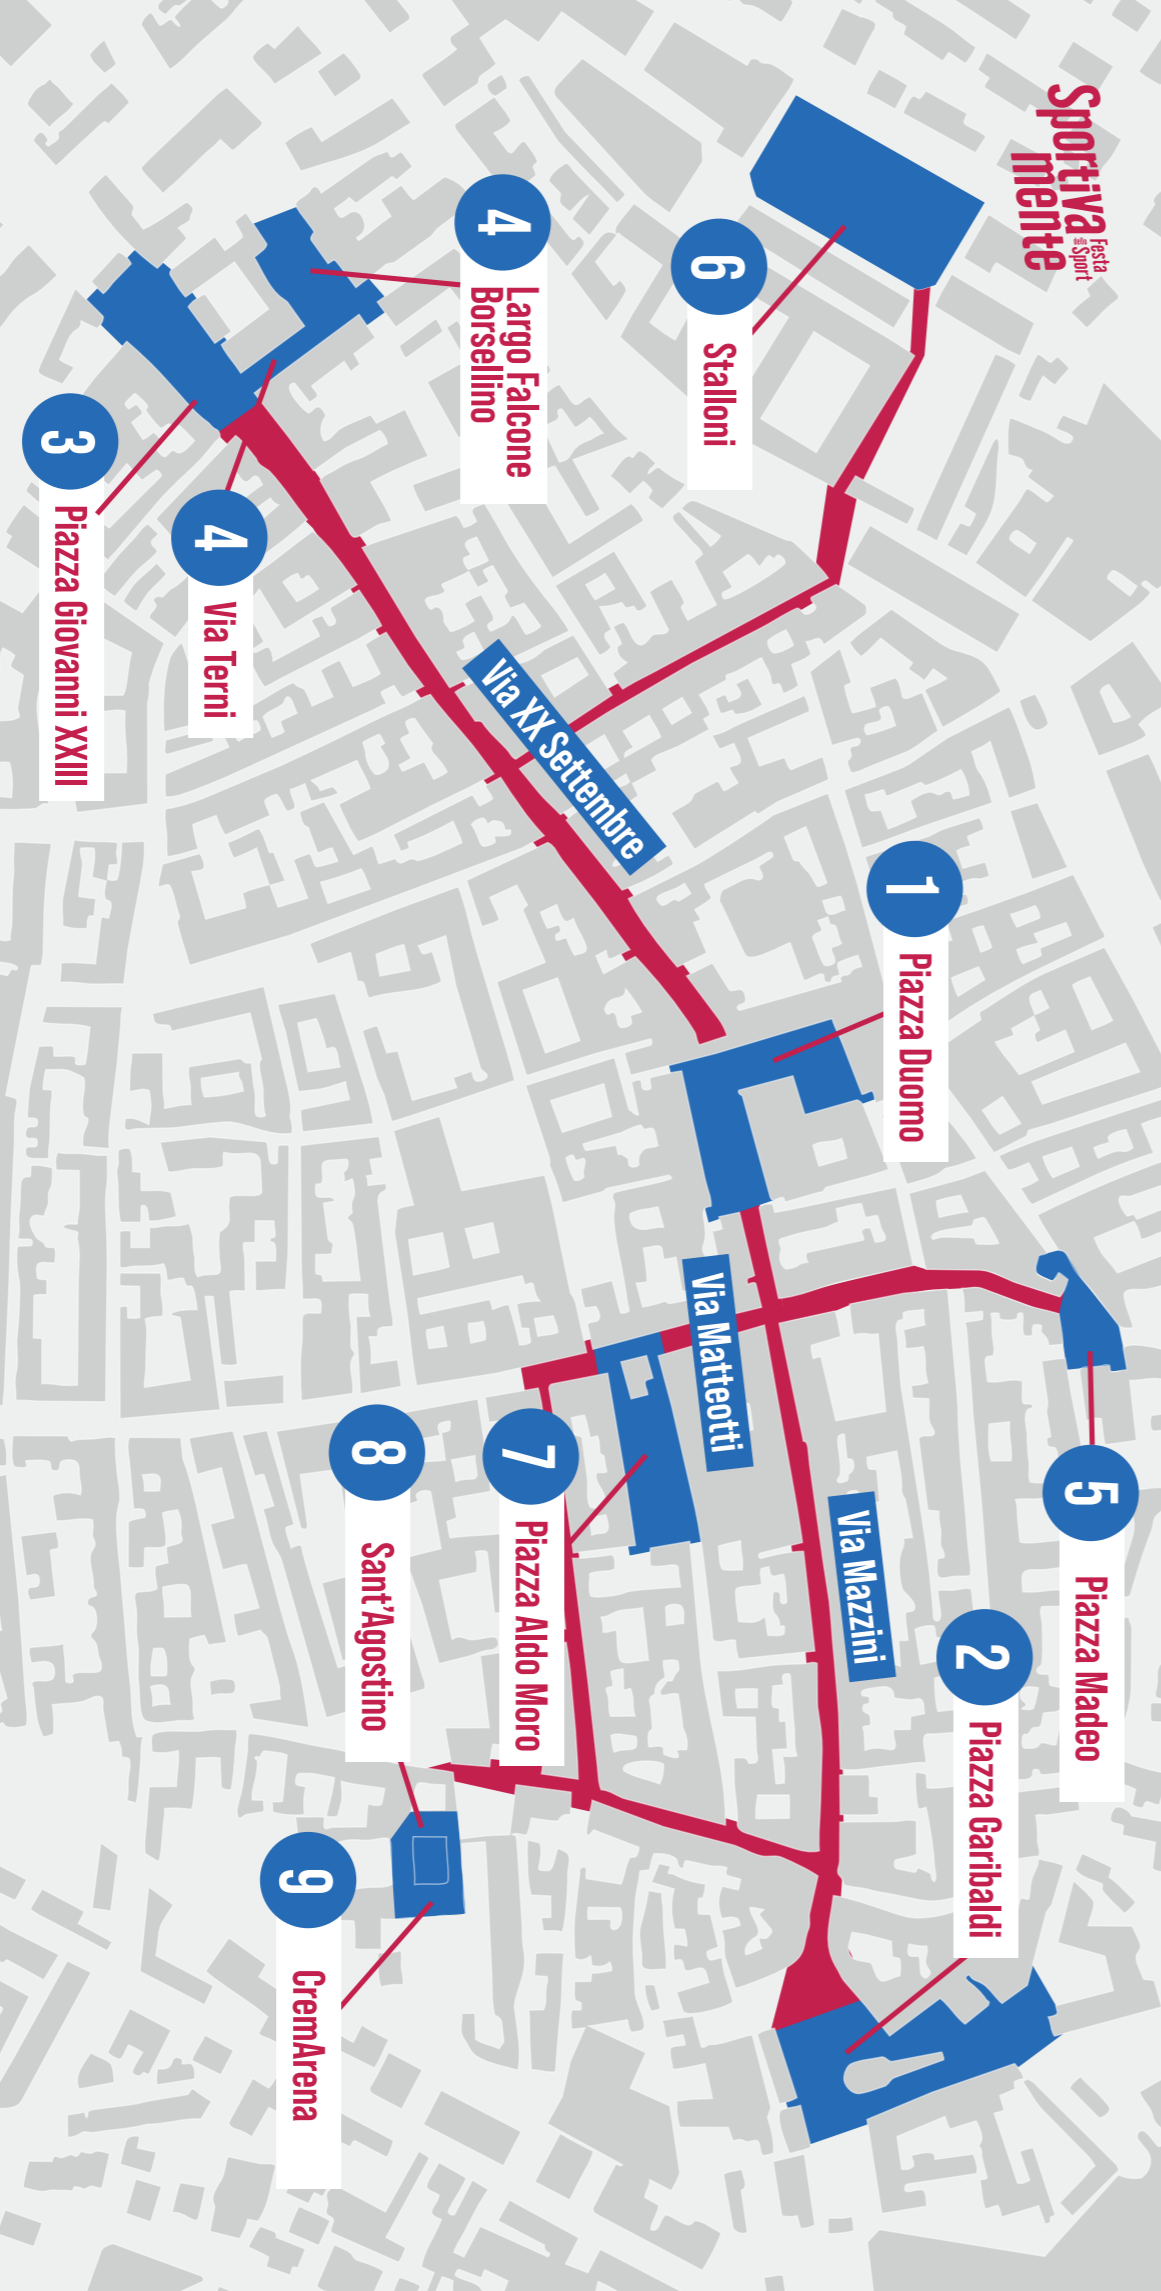 Sportiva
mente
Festa
dello Sport
6
Stalloni
4
Largo Falcone
Borsellino
4
Via Terni
3
Piazza Giovanni XXIII
Via XX Settembre
1
Piazza Duomo
5
Piazza Madeo
Via Matteotti
Via Mazzini
2
Piazza Garibaldi
7
Piazza Aldo Moro
8
Sant'Agostino
9
CremArena